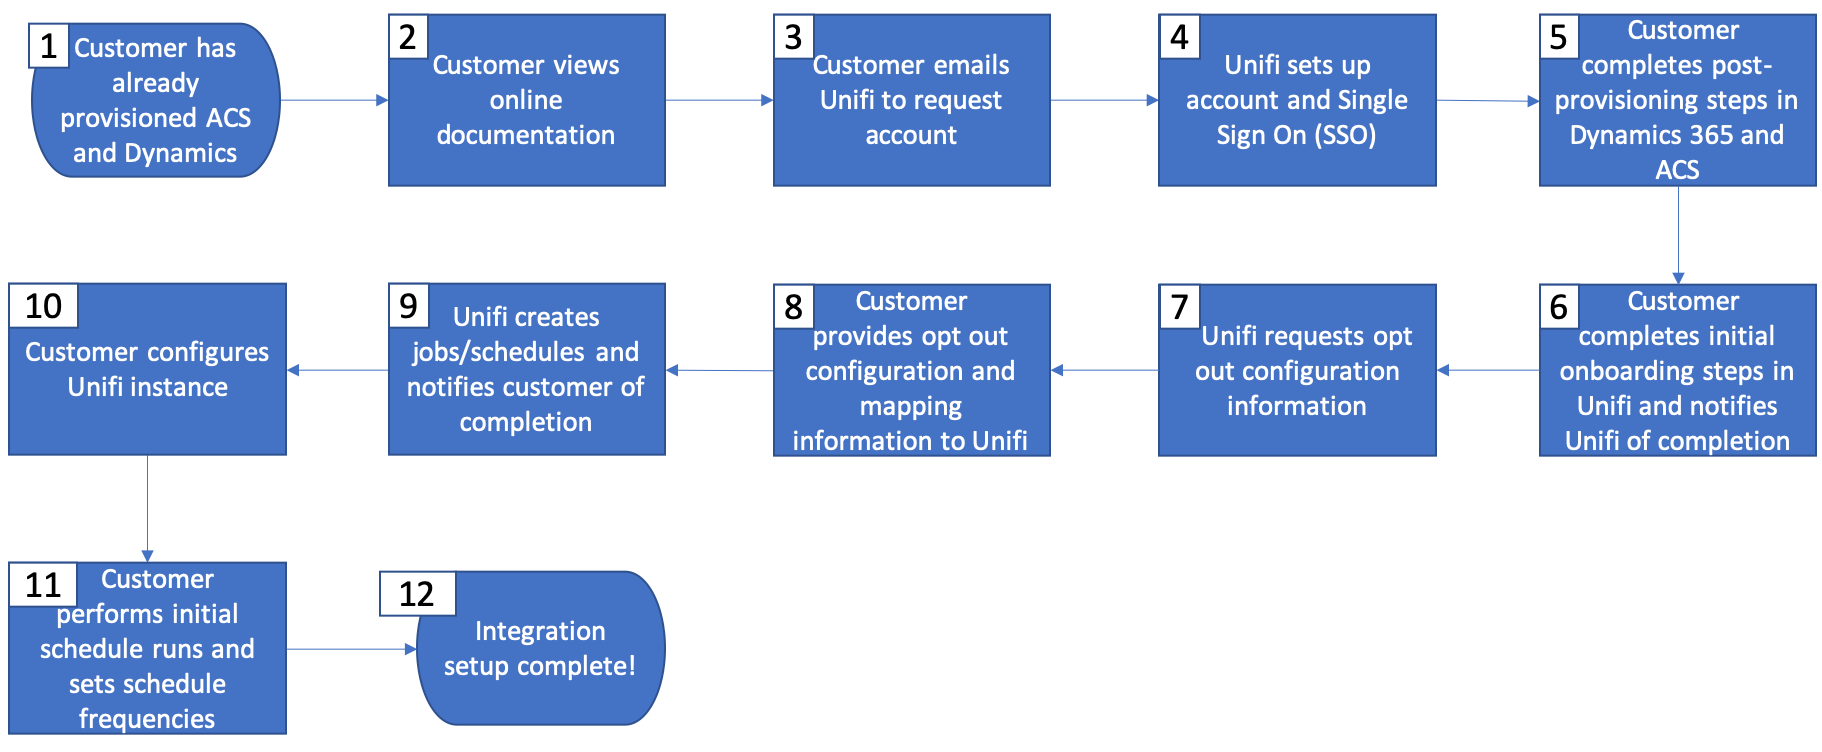 1
Customer has
already
provisioned ACS
and Dynamics
2
Customer views
online
documentation
3
Customer emails
Unifi to request
account
4
Unifi sets up
account and Single
Sign On (SSO)
5
Customer
completes post-
provisioning steps in
Dynamics 365 and
ACS
6
Customer
completes initial
onboarding steps in
Unifi and notifies
Unifi of completion
7
Unifi requests opt
out configuration
information
8
Customer
provides opt out
configuration and
mapping
information to Unifi
9
Unifi creates
jobs/schedules and
notifies customer of
completion
10
Customer configures
Unifi instance
11
Customer
performs initial
schedule runs and
sets schedule
frequencies
12
Integration
setup complete!